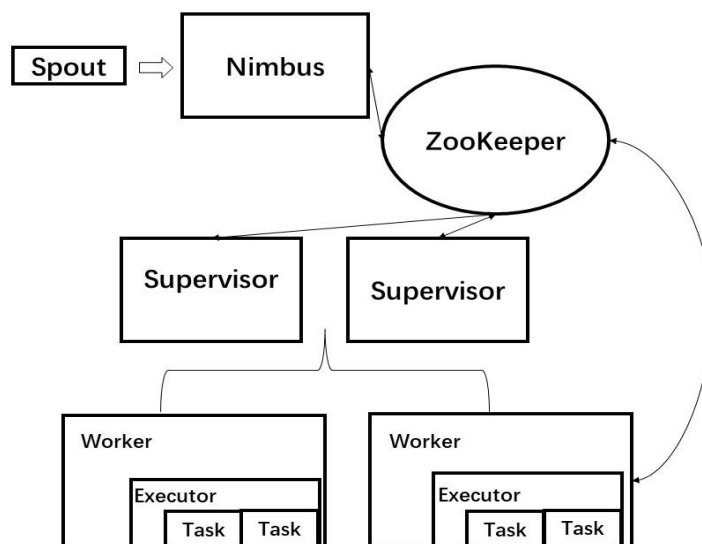 Spout
Nimbus
ZooKeeper
Supervisor
Supervisor
Worker
Worker
Executor
Executor
Task
Task
Task
Task